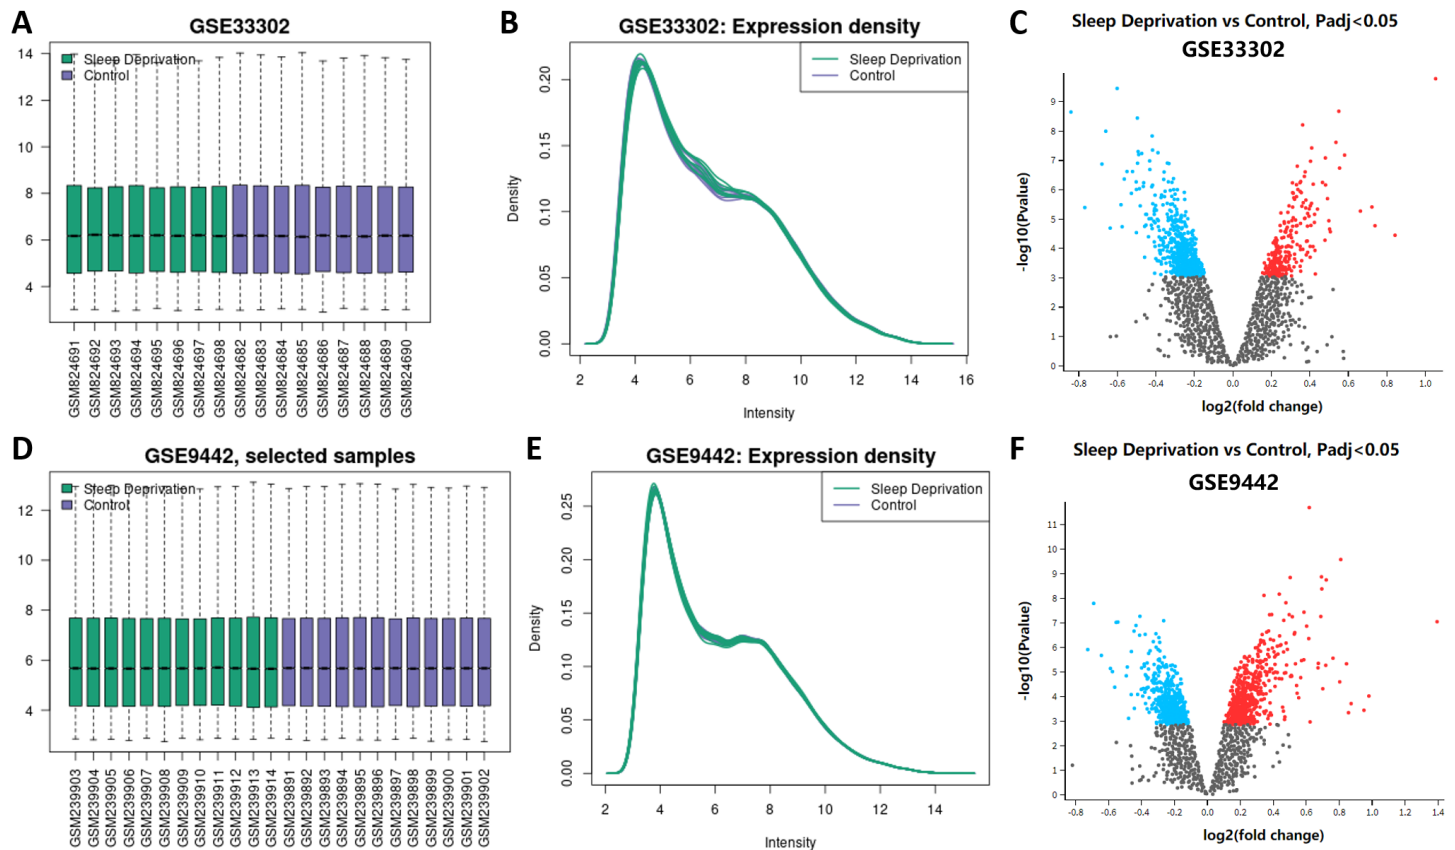 A
GSE33302
Sleep Deprivation
Control
14
12
10
8
6
4
GSM824691
GSM824692
GSM824693
GSM824694
GSM824695
GSM824696
GSM824697
GSM824698
GSM824682
GSM824683
GSM824684
GSM824685
GSM824686
GSM824687
GSM824688
GSM824689
GSM824690
B
GSE33302: Expression density
Sleep Deprivation
Control
Density
0.20
0.15
0.10
0.05
0.00
2 4 6 8 10 12 14 16
Intensity
C
Sleep Deprivation vs Control, Padj<0.05
GSE33302
-log10(Pvalue)
9
8
7
6
5
4
3
2
1
0
-0.8 -0.6 -0.4 -0.2 0.0 0.2 0.4 0.6 0.8 1.0
log2(fold change)
D
GSE9442, selected samples
Sleep Deprivation
Control
12
10
8
6
4
GSM239903
GSM239904
GSM239905
GSM239906
GSM239907
GSM239908
GSM239909
GSM239910
GSM239911
GSM239912
GSM239913
GSM239914
GSM239891
GSM239892
GSM239893
GSM239894
GSM239895
GSM239896
GSM239897
GSM239898
GSM239899
GSM239900
GSM239901
GSM239902
E
GSE9442: Expression density
Sleep Deprivation
Control
Density
0.25
0.20
0.15
0.10
0.05
0.00
2 4 6 8 10 12 14
Intensity
F
Sleep Deprivation vs Control, Padj<0.05
GSE9442
-log10(Pvalue)
11
10
9
8
7
6
5
4
3
2
1
0
-0.8 -0.6 -0.4 -0.2 0.0 0.2 0.4 0.6 0.8 1.0 1.2 1.4
log2(fold change)